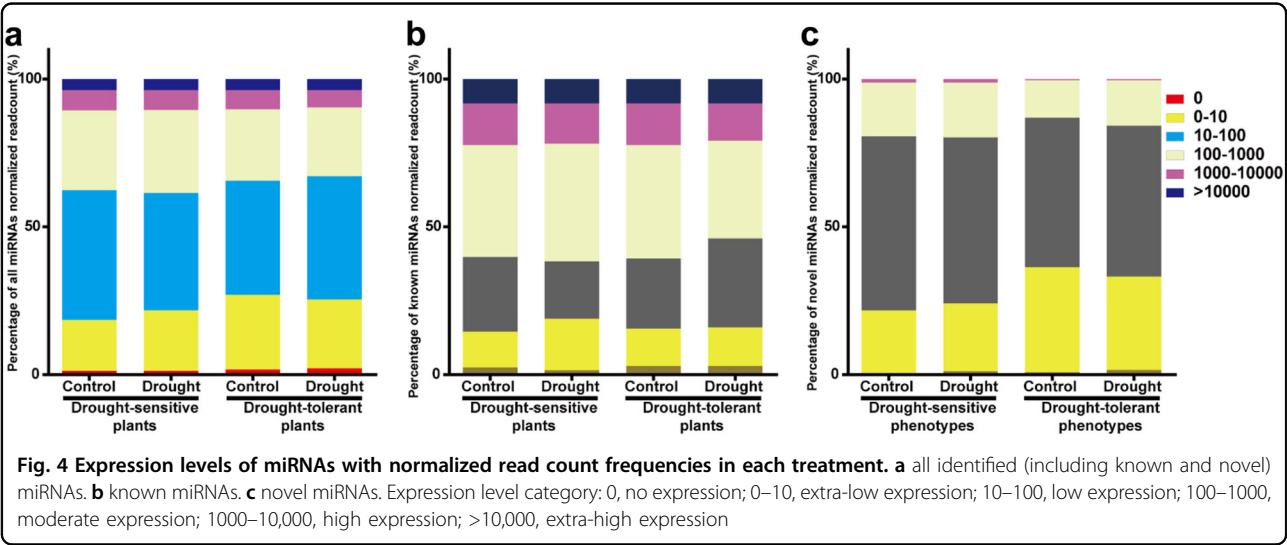 a
b
c
Percentage of all miRNAs normalized readcount (%)
100
50
0
Control Drought Control Drought
Drought-sensitive plants
Drought-tolerant plants
Percentage of known miRNAs normalized readcount (%)
100
50
0
Control Drought Control Drought
Drought-sensitive plants
Drought-tolerant plants
Percentage of novel miRNAs normalized readcount (%)
100
50
0
Control Drought Control Drought
Drought-sensitive phenotypes
Drought-tolerant phenotypes
0
0-10
10-100
100-1000
1000-10000
>10000
Fig. 4 Expression levels of miRNAs with normalized read count frequencies in each treatment. a all identified (including known and novel)
miRNAs. b known miRNAs. c novel miRNAs. Expression level category: 0, no expression; 0–10, extra-low expression; 10–100, low expression; 100–1000,
moderate expression; 1000–10,000, high expression; >10,000, extra-high expression